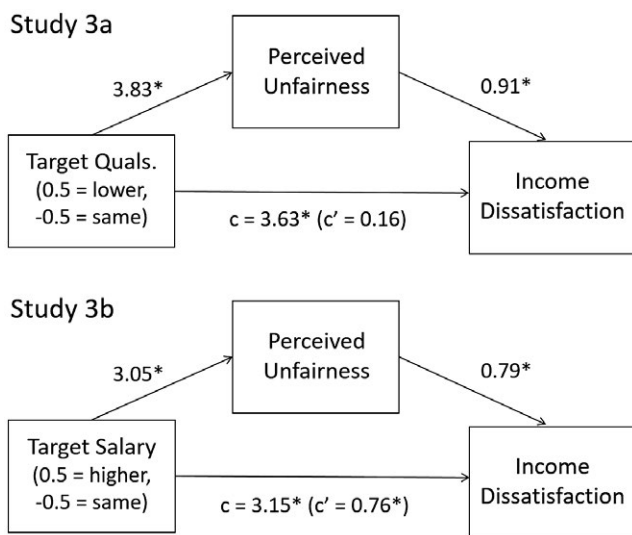 Study 3a
Perceived
Unfairness
3.83*
0.91*
Target Quals.
(0.5 = lower,
-0.5 = same)
Income
Dissatisfaction
c = 3.63* (c’ = 0.16)
Study 3b
Perceived
Unfairness
3.05*
0.79*
Target Salary
(0.5 = higher,
-0.5 = same)
Income
Dissatisfaction
c = 3.15* (c’ = 0.76*)